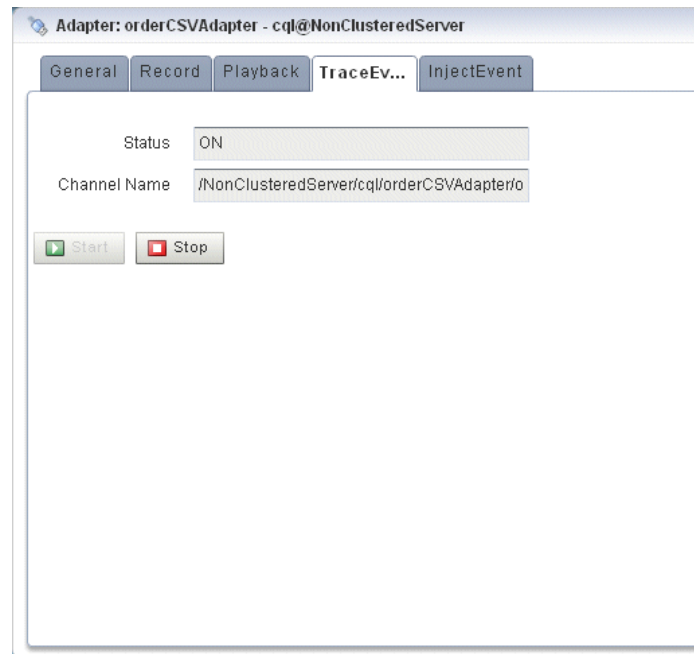 Adapter: orderCSVAdapter - cql@NonClusteredServer
General Record Playback TraceEv... InjectEvent
Status ON
Channel Name /NonClusteredServer/cql/orderCSVAdapter/o
Start Stop